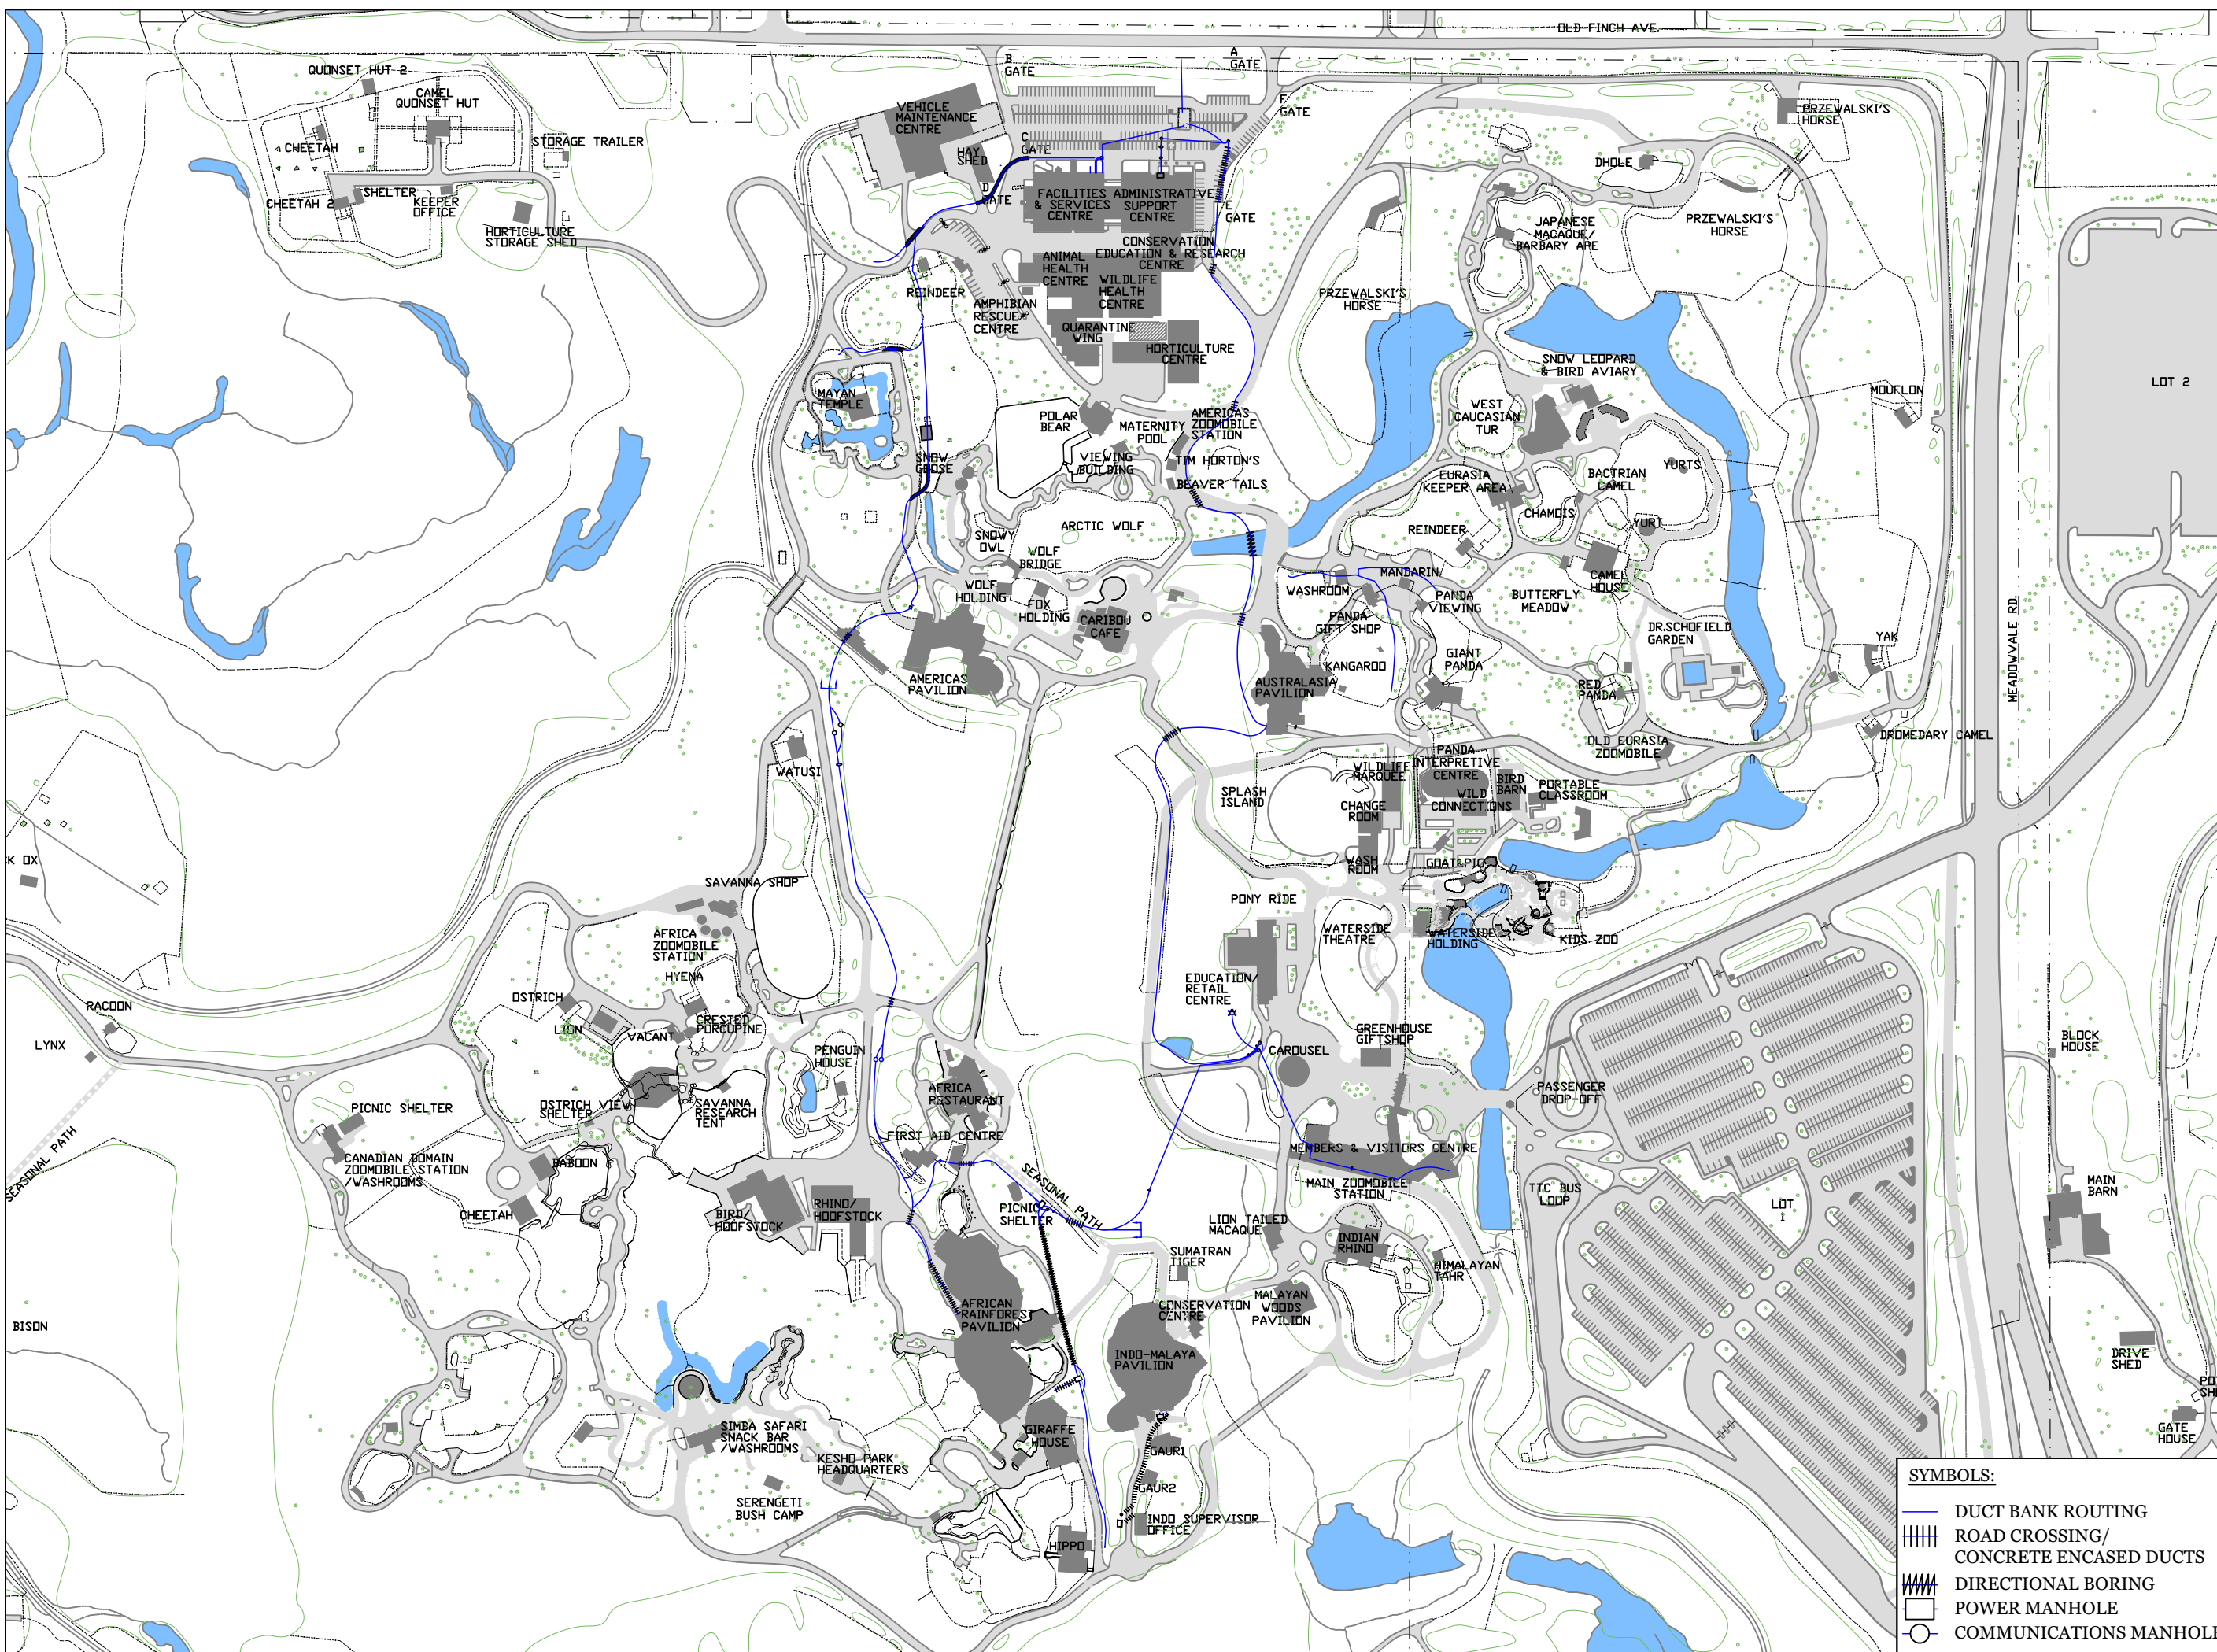 OLD FINCH AVE.
A
GATE
B
GATE
QUONSET HUT 2
CAMEL
QUONSET HUT
VEHICLE
MAINTENANCE
CENTRE
F
GATE
PRZEWALSKI'S
HORSE
STORAGE TRAILER
CHEETAH
C
GATE
HAY
SHED
DHOLE
SHELTER
CHEETAH 2
KEEPER
OFFICE
D
GATE
FACILITIES
& SERVICES
CENTRE
ADMINISTRATIVE
SUPPORT
CENTRE
E
GATE
HORTICULTURE
STORAGE SHED
JAPANESE
MACAQUE/
BARBARY APE
PRZEWALSKI'S
HORSE
CONSERVATION
EDUCATION & RESEARCH
CENTRE
ANIMAL
HEALTH
CENTRE
WILDLIFE
HEALTH
CENTRE
REINDEER
AMPHIBIAN
RESCUE
CENTRE
PRZEWALSKI'S
HORSE
QUARANTINE
WING
HORTICULTURE
CENTRE
SNOW LEOPARD
& BIRD AVIARY
LOT 2
MOUFLON
MAYAN
TEMPLE
POLAR
BEAR
MATERNITY
POOL
AMERICAS
ZOOMOBILE
STATION
WEST
CAUCASIAN
TUR
SNOW
GOOSE
VIEWING
BUILDING
TIM HORTON'S
BEAVER TAILS
EURASIA
KEEPER AREA
BACTRIAN
CAMEL
YURTS
CHAMOIS
YURT
ARCTIC WOLF
SNOWY
OWL
WOLF
BRIDGE
REINDEER
WOLF
HOLDING
FOX
HOLDING
CARIBOU
CAFE
WASHROOM
MANDARIN
PANDA
VIEWING
PANDA
GIFT SHOP
BUTTERFLY
MEADOW
CAMEL
HOUSE
MEADOWVALE RD.
DR.SCHOFIELD
GARDEN
YAK
KANGAROO
GIANT
PANDA
AMERICAS
PAVILION
AUSTRALASIA
PAVILION
RED
PANDA
OLD EURASIA
ZOOMOBILE
DROMEDARY CAMEL
WATUSI
WILDLIFE
MARQUEE
PANDA
INTERPRETIVE
CENTRE
SPLASH
ISLAND
CHANGE
ROOM
WILD
CONNECTIONS
BIRD
BARN
PORTABLE
CLASSROOM
K OX
WASH
ROOM
GOAT&PIG
SAVANNA SHOP
PONY RIDE
AFRICA
ZOOMOBILE
STATION
WATERSIDE
THEATRE
WATERSIDE
HOLDING
KIDS ZOO
HYENA
EDUCATION/
RETAIL
CENTRE
OSTRICH
RACOON
LION
VACANT
CRESTED
PORCUPINE
LYNX
PENGUIN
HOUSE
GREENHOUSE
GIFTSHOP
CAROUSEL
BLOCK
HOUSE
AFRICA
RESTAURANT
PASSENGER
DROP-OFF
PICNIC SHELTER
OSTRICH VIEW
SHELTER
SAVANNA
RESEARCH
TENT
FIRST AID CENTRE
MEMBERS & VISITORS CENTRE
SEASONAL PATH
CANADIAN DOMAIN
ZOOMOBILE STATION
/WASHROOMS
BABOON
SEASONAL PATH
MAIN ZOOMOBILE
STATION
TTC BUS
LOOP
LOT
1
MAIN
BARN
CHEETAH
BIRD/
HOOFSTOCK
RHINO/
HOOFSTOCK
PICNIC
SHELTER
LION TAILED
MACAQUE
INDIAN
RHINO
SUMATRAN
TIGER
HIMALAYAN
TAHR
BISON
AFRICAN
RAINFOREST
PAVILION
CONSERVATION
CENTRE
MALAYAN
WOODS
PAVILION
INDO-MALAYA
PAVILION
DRIVE
SHED
GATE
HOUSE
SIMBA SAFARI
SNACK BAR
/WASHROOMS
GIRAFFE
HOUSE
GAUR1
KESHO PARK
HEADQUARTERS
GAUR2
SERENGETI
BUSH CAMP
INDO SUPERVISOR
OFFICE
HIPPO
SYMBOLS:
DUCT BANK ROUTING
ROAD CROSSING/
CONCRETE ENCASED DUCTS
DIRECTIONAL BORING
POWER MANHOLE
COMMUNICATIONS MANHOLE